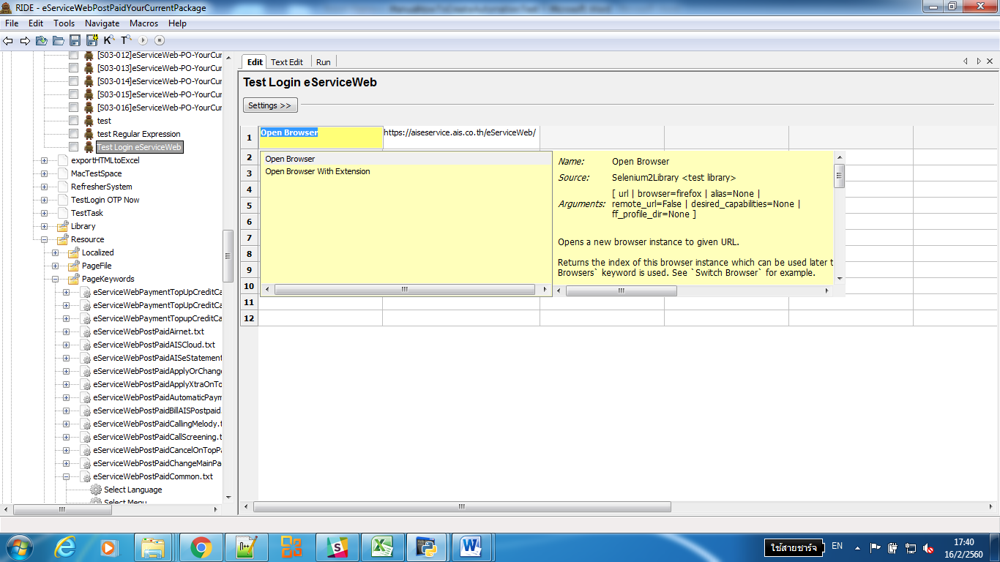 RIDE - eServiceWebPostPaidYourCurrentPackage
File Edit Tools Navigate Macros Help
[S03-012]eServiceWeb-PO-YourCur
[S03-013]eServiceWeb-PO-YourCur
[S03-014]eServiceWeb-PO-YourCur
[S03-015]eServiceWeb-PO-YourCur
[S03-016]eServiceWeb-PO-YourCur
test
test Regular Expression
Test Login eServiceWeb
exportHTMLtoExcel
MacTestSpace
RefresherSystem
TestLogin OTP Now
TestTask
Library
Resource
Localized
PageFile
PageKeywords
eServiceWebPaymentTopUpCreditCa
eServiceWebPaymentTopUpCreditCa
eServiceWebPaymentTopupCreditCa
eServiceWebPostPaidAirnet.txt
eServiceWebPostPaidAISCloud.txt
eServiceWebPostPaidAISeStatement
eServiceWebPostPaidApplyOrChange
eServiceWebPostPaidApplyXtraOnTo
eServiceWebPostPaidAutomaticPaym
eServiceWebPostPaidBillAISPostpaid.
eServiceWebPostPaidCallingMelody.t
eServiceWebPostPaidCallScreening.t
eServiceWebPostPaidCancelOnTopPa
eServiceWebPostPaidChangeMainPa
eServiceWebPostPaidCommon.txt
Select Language
Select Menu
Edit Text Edit Run
Test Login eServiceWeb
Settings >>
1 Open Browser https://aiseservice.ais.co.th/eServiceWeb/
2
3
4
5
6
7
8
9
10
11
12
Open Browser
Open Browser With Extension
Name: Open Browser
Source: Selenium2Library <test library>
Arguments: [ url | browser=firefox | alias=None |
remote_url=False | desired_capabilities=None |
ff_profile_dir=None ]
Opens a new browser instance to given URL.
Returns the index of this browser instance which can be used later t
Browsers` keyword is used. See `Switch Browser` for example.
ใช้สายชาร์จ EN 17:40
16/2/2560